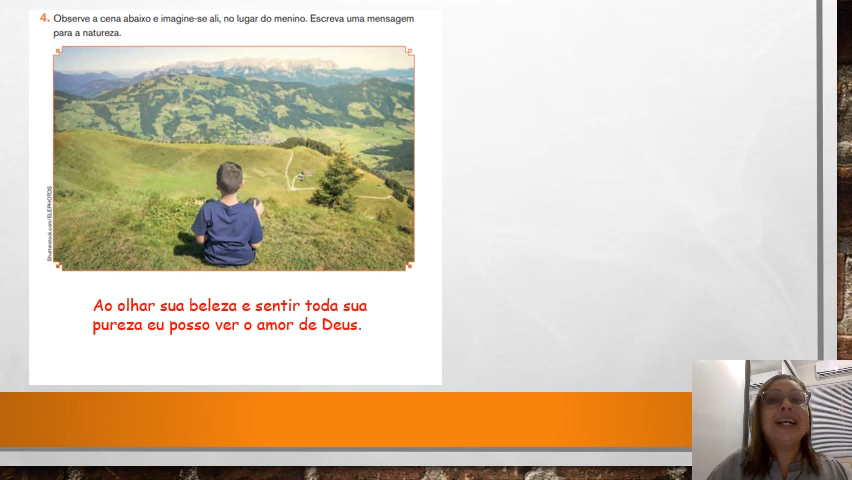 4. Observe a cena abaixo e imagine-se ali, no lugar do menino. Escreva uma mensagem
para a natureza.
Shutterstock.com/ELEPHOTOS
Ao olhar sua beleza e sentir toda sua
pureza eu posso ver o amor de Deus.